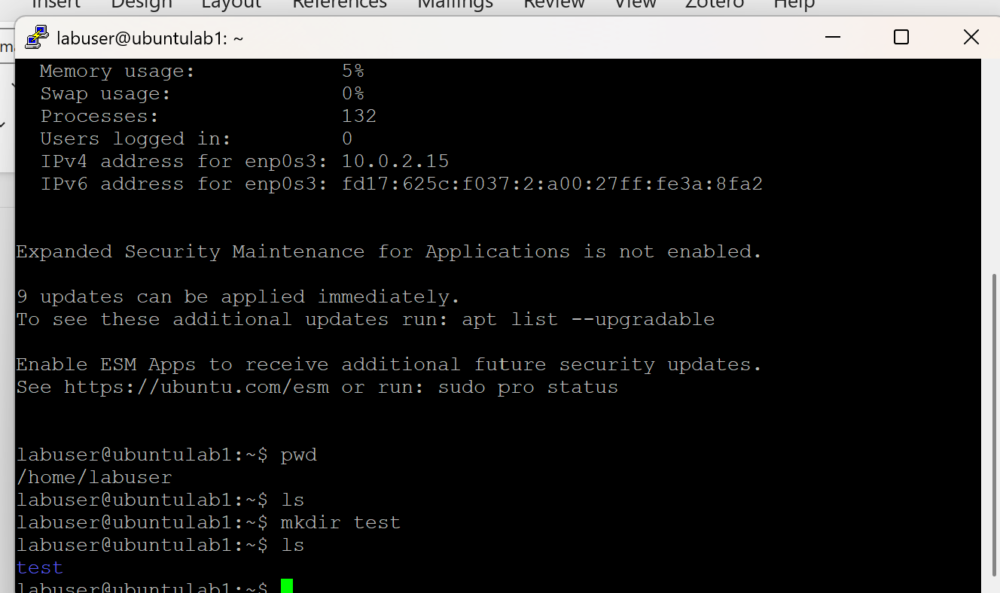 Insert Design Layout References Mailings Review View Zotero Help
labuser@ubuntulab1: ~
Memory usage: 5%
Swap usage: 0%
Processes: 132
Users logged in: 0
IPv4 address for enp0s3: 10.0.2.15
IPv6 address for enp0s3: fd17:625c:f037:2:a00:27ff:fe3a:8fa2
Expanded Security Maintenance for Applications is not enabled.
9 updates can be applied immediately.
To see these additional updates run: apt list --upgradable
Enable ESM Apps to receive additional future security updates.
See https://ubuntu.com/esm or run: sudo pro status
labuser@ubuntulab1:~$ pwd
/home/labuser
labuser@ubuntulab1:~$ ls
labuser@ubuntulab1:~$ mkdir test
labuser@ubuntulab1:~$ ls
test
labuser@ubuntulab1:~$